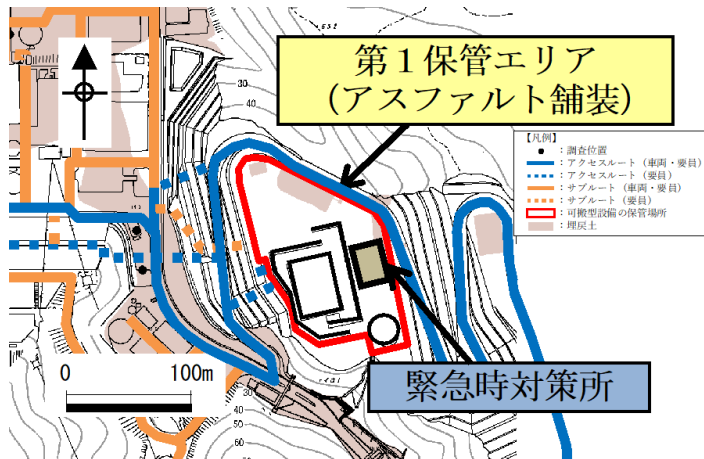 第１保管エリア
(アスファルト舗装)
【凡例】
：調査位置
：アクセスルート（車両・要員）
：アクセスルート（要員）
：サブルート（車両・要員）
：サブルート（要員）
：可搬型設備の保管場所
：埋戻土
30
40
緊急時対策所
0 100m
30
40
50
60